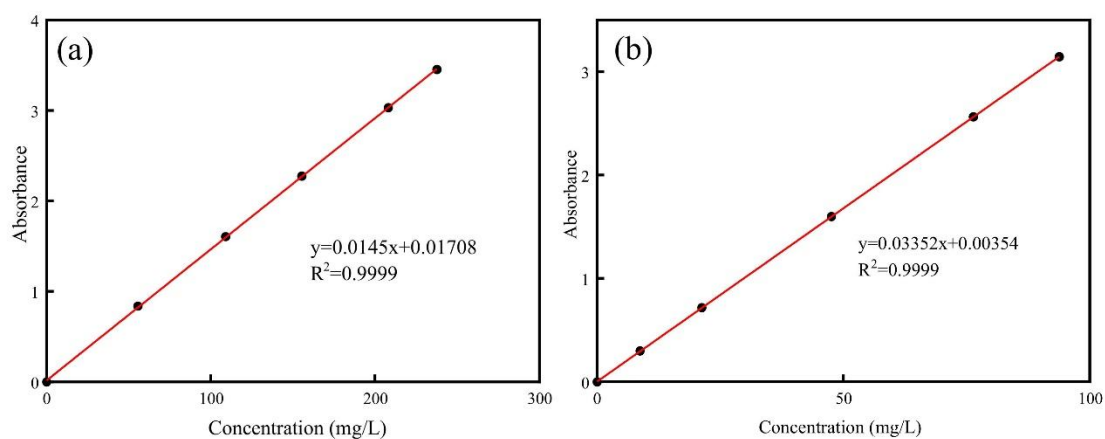 (a)
4
3
2
1
0
Absorbance
y=0.0145x+0.01708
R²=0.9999
0 100 200 300
Concentration (mg/L)
(b)
3
2
1
0
Absorbance
y=0.03352x+0.00354
R²=0.9999
0 50 100
Concentration (mg/L)